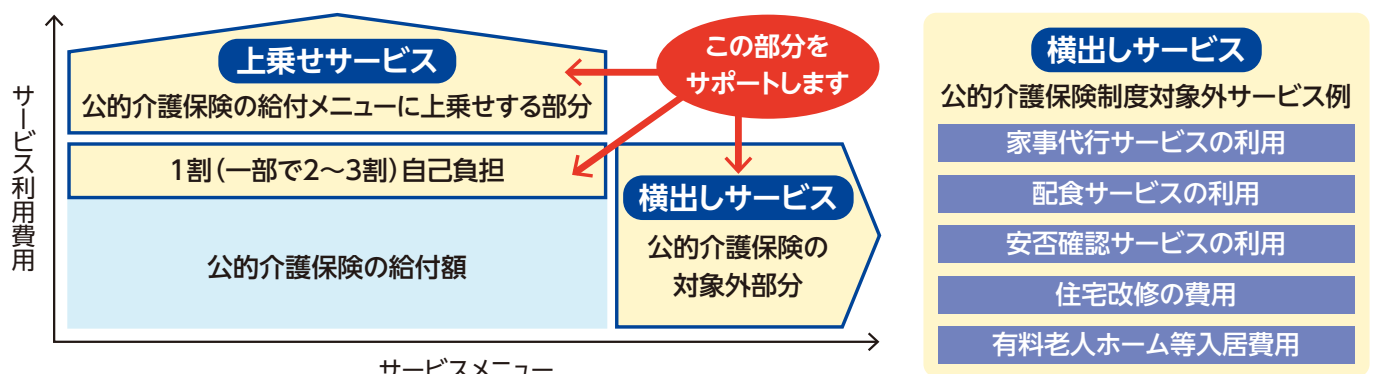 サービス利用費用
上乗せサービス
公的介護保険の給付メニューに上乗せする部分
1割(一部で2～3割)自己負担
公的介護保険の給付額
この部分を
サポートします
横出しサービス
公的介護保険の
対象外部分
サービスメニュー
横出しサービス
公的介護保険制度対象外サービス例
家事代行サービスの利用
配食サービスの利用
安否確認サービスの利用
住宅改修の費用
有料老人ホーム等入居費用